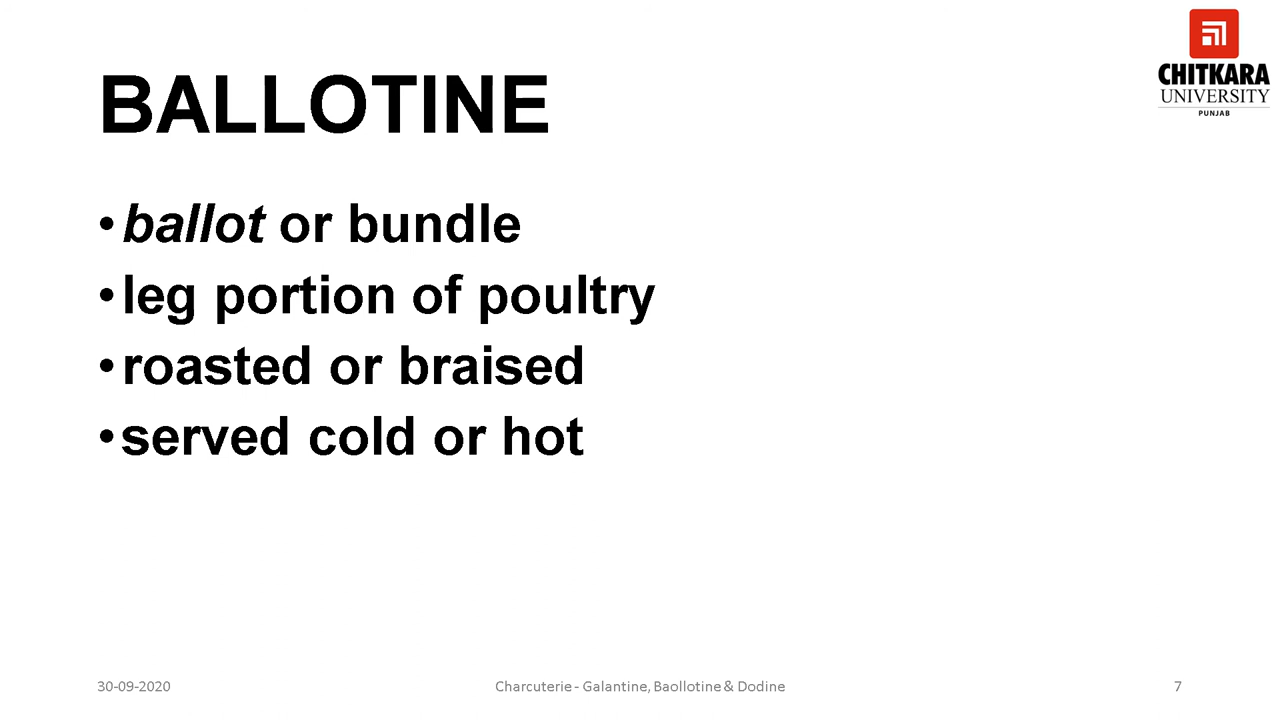 CHITKARA
UNIVERSITY
PUNJAB
BALLOTINE
•ballot or bundle
•leg portion of poultry
•roasted or braised
•served cold or hot
30-09-2020
Charcuterie - Galantine, Baollotine & Dodine
7